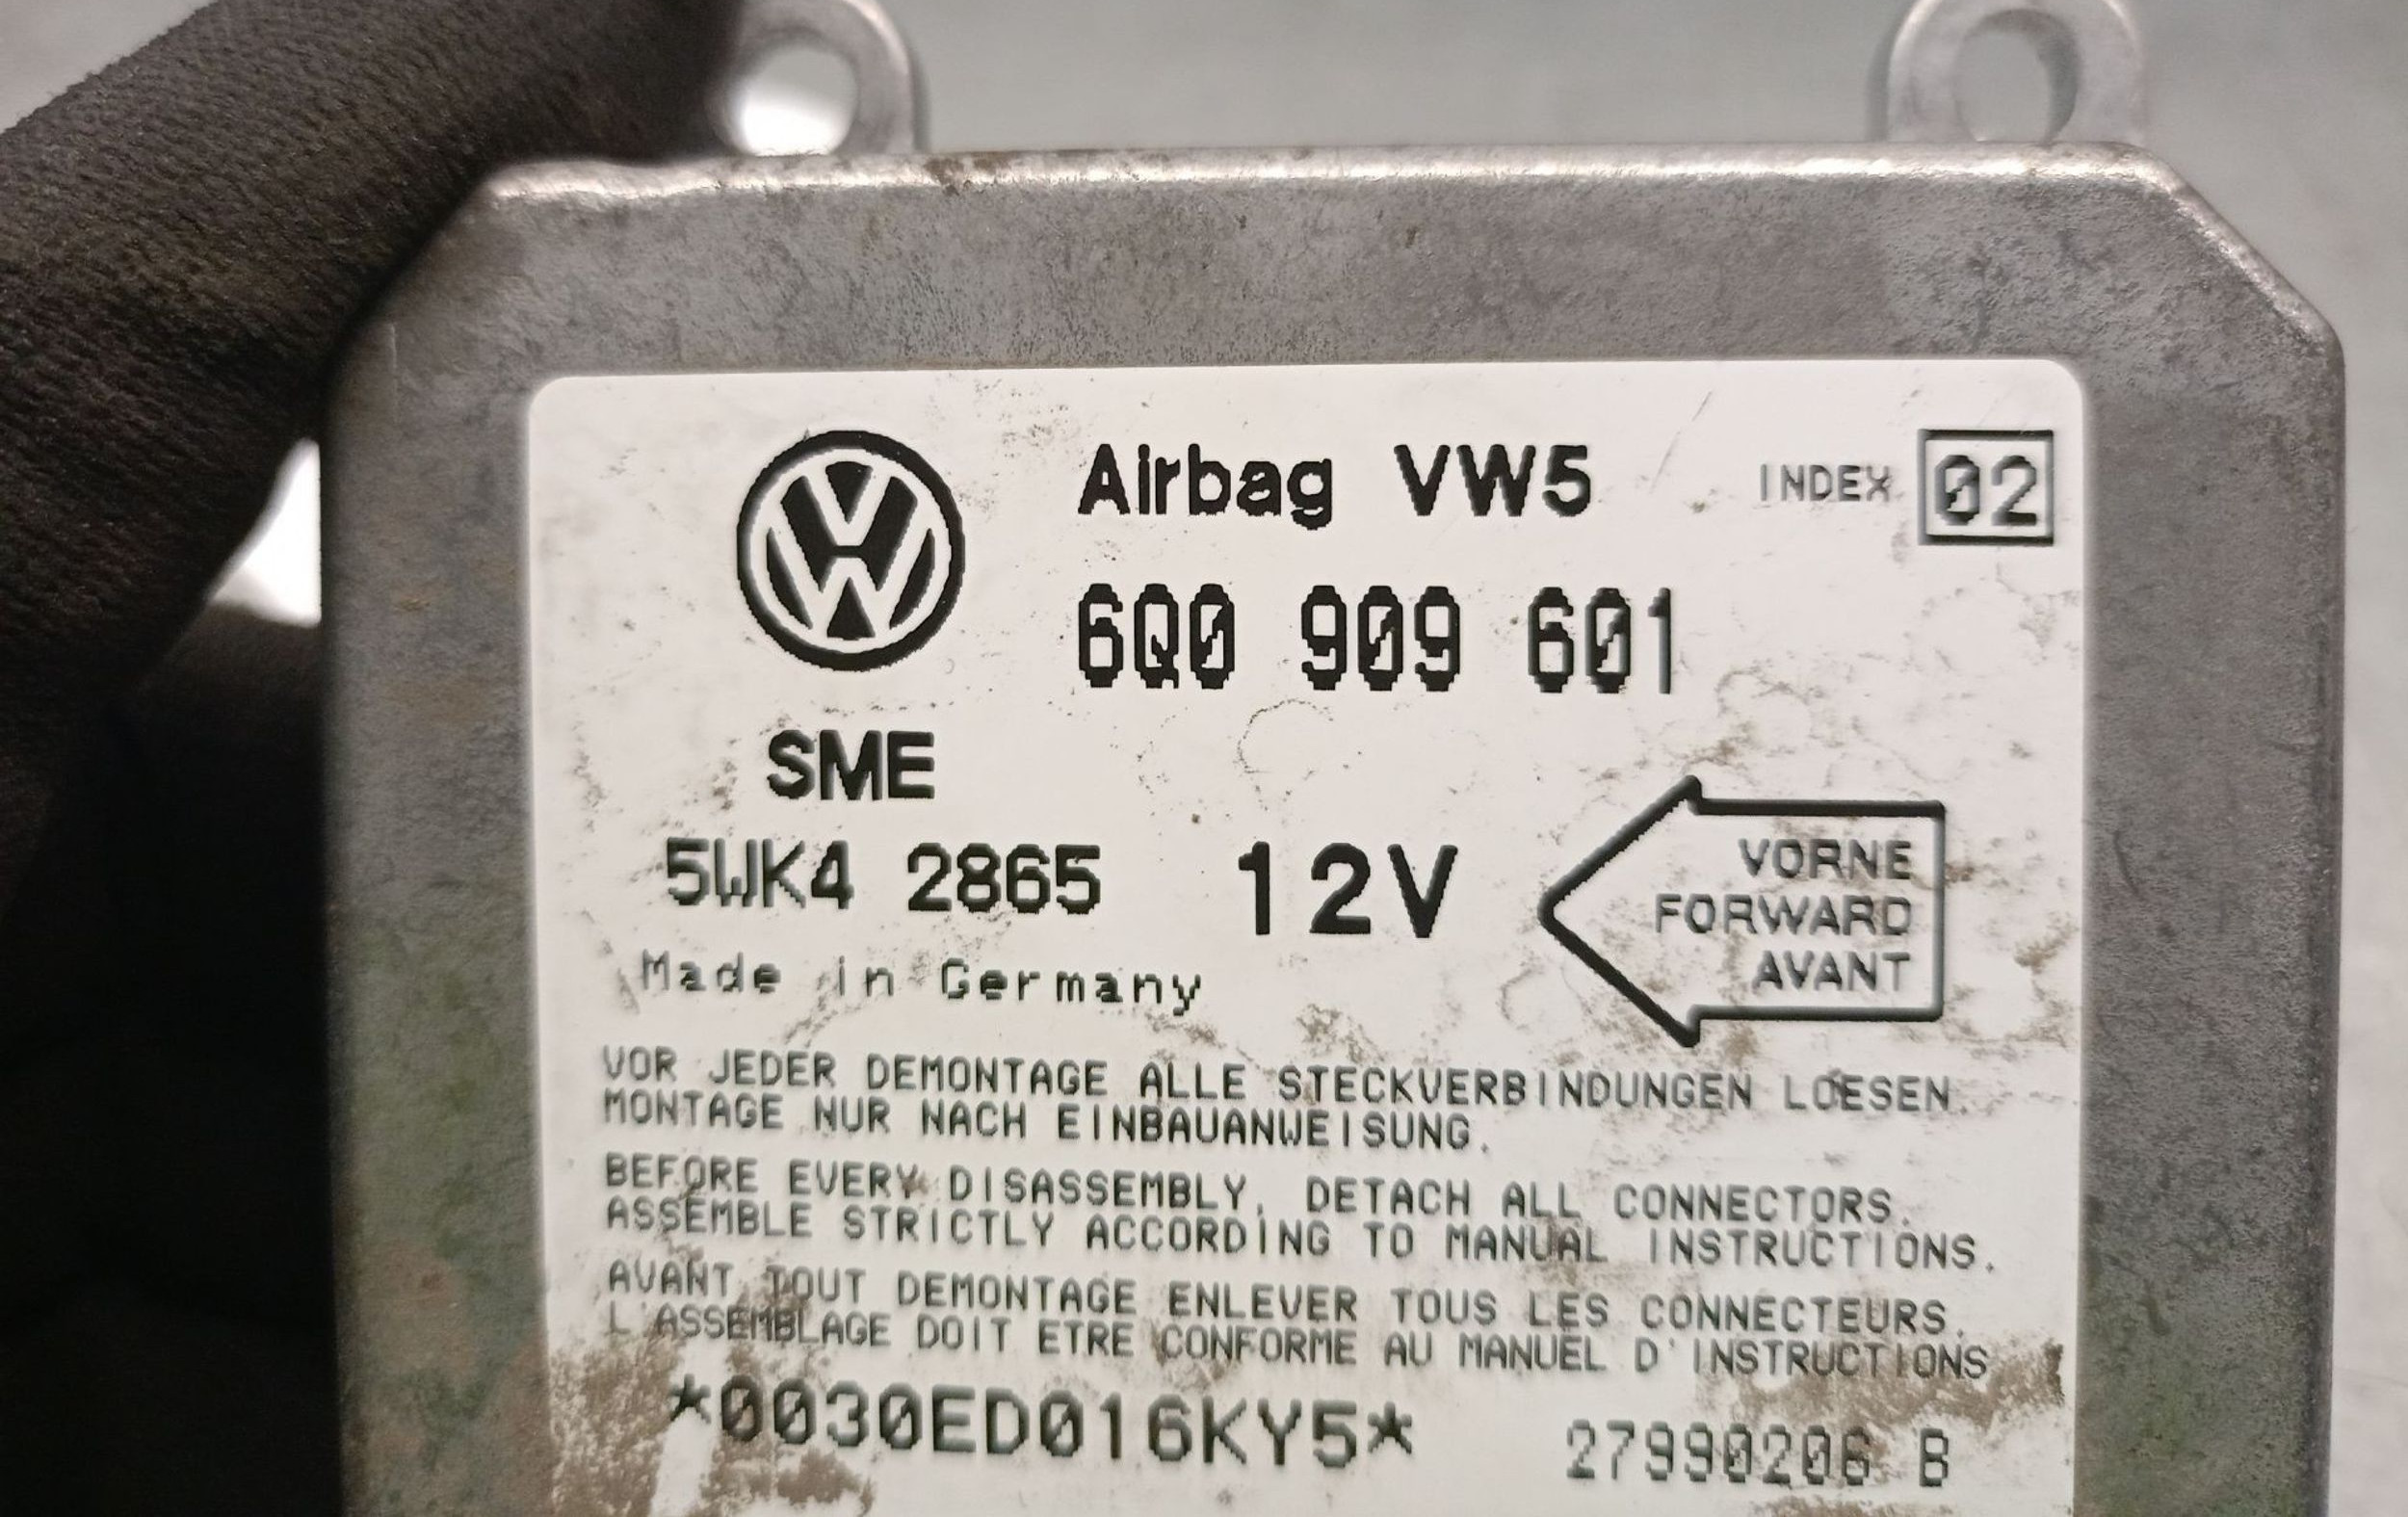 Airbag VW5 INDEX 02
6Q0 909 601
SME
5WK4 2865 12V
VORNE
FORWARD
AVANT
Made in Germany
VOR JEDER DEMONTAGE ALLE STECKVERBINDUNGEN LOESEN.
MONTAGE NUR NACH EINBAUANWEISUNG.
BEFORE EVERY DISASSEMBLY, DETACH ALL CONNECTORS.
ASSEMBLE STRICTLY ACCORDING TO MANUAL INSTRUCTIONS.
AVANT TOUT DEMONTAGE ENLEVER TOUS LES CONNECTEURS.
L'ASSEMBLAGE DOIT ETRE CONFORME AU MANUEL D'INSTRUCTIONS
*0030ED016KY5* 27990206 B